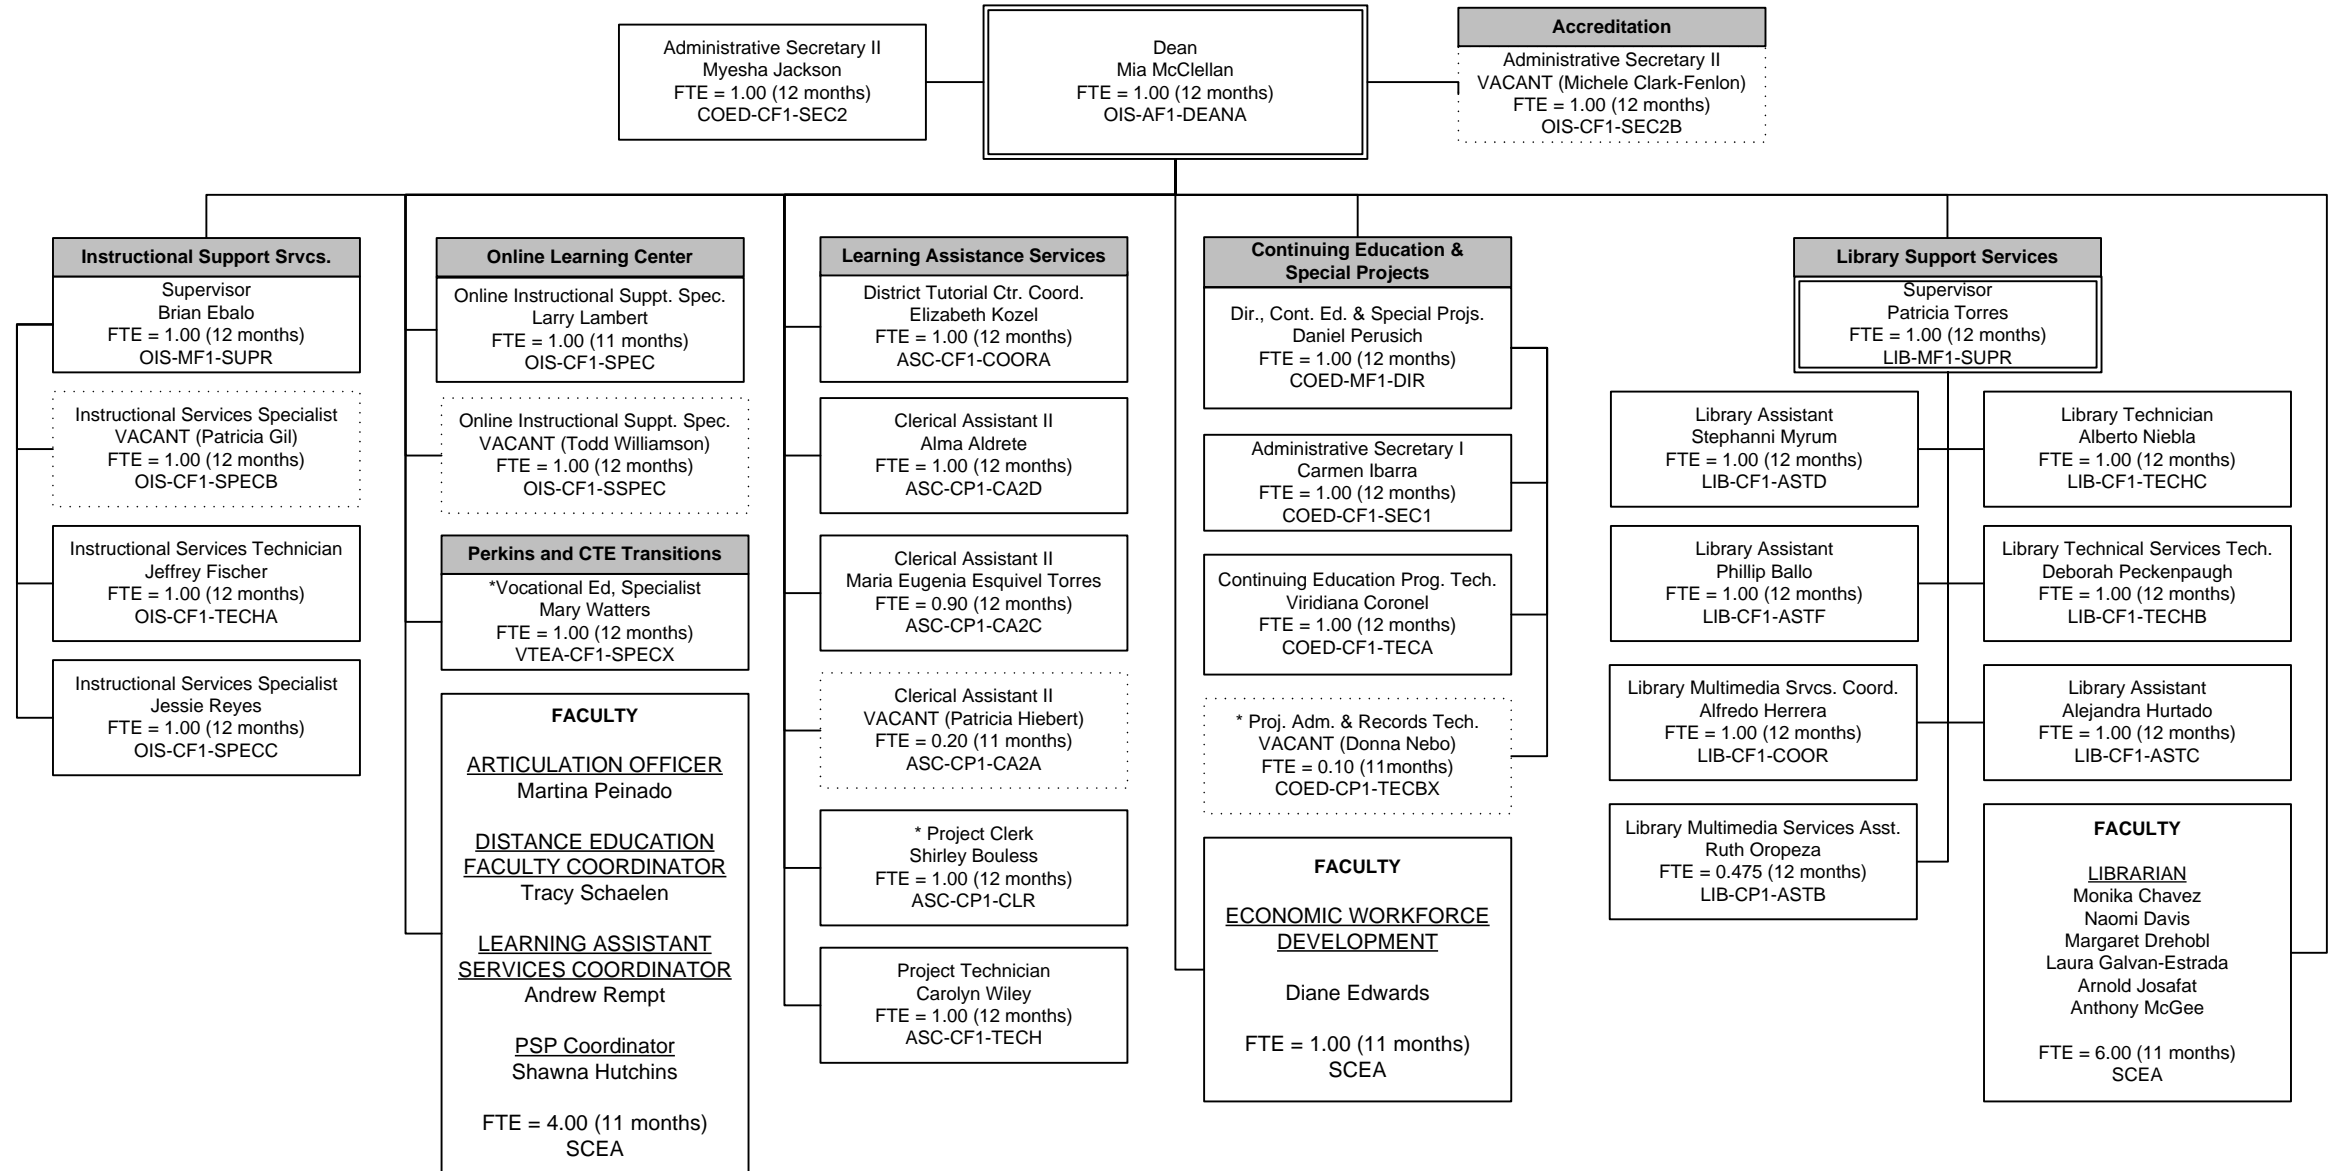 Administrative Secretary II
Myesha Jackson
FTE = 1.00 (12 months)
COED-CF1-SEC2
Dean
Mia McClellan
FTE = 1.00 (12 months)
OIS-AF1-DEANA
Accreditation
Administrative Secretary II
VACANT (Michele Clark-Fenlon)
FTE = 1.00 (12 months)
OIS-CF1-SEC2B
Instructional Support Srvcs.
Supervisor
Brian Ebalo
FTE = 1.00 (12 months)
OIS-MF1-SUPR
Instructional Services Specialist
VACANT (Patricia Gil)
FTE = 1.00 (12 months)
OIS-CF1-SPECB
Instructional Services Technician
Jeffrey Fischer
FTE = 1.00 (12 months)
OIS-CF1-TECHA
Instructional Services Specialist
Jessie Reyes
FTE = 1.00 (12 months)
OIS-CF1-SPECC
Online Learning Center
Online Instructional Suppt. Spec.
Larry Lambert
FTE = 1.00 (11 months)
OIS-CF1-SPEC
Online Instructional Suppt. Spec.
VACANT (Todd Williamson)
FTE = 1.00 (12 months)
OIS-CF1-SSPEC
Perkins and CTE Transitions
*Vocational Ed, Specialist
Mary Watters
FTE = 1.00 (12 months)
VTEA-CF1-SPECX
FACULTY
ARTICULATION OFFICER
Martina Peinado
DISTANCE EDUCATION
FACULTY COORDINATOR
Tracy Schaelen
LEARNING ASSISTANT
SERVICES COORDINATOR
Andrew Rempt
PSP Coordinator
Shawna Hutchins
FTE = 4.00 (11 months)
SCEA
Learning Assistance Services
District Tutorial Ctr. Coord.
Elizabeth Kozel
FTE = 1.00 (12 months)
ASC-CF1-COORA
Clerical Assistant II
Alma Aldrete
FTE = 1.00 (12 months)
ASC-CP1-CA2D
Clerical Assistant II
Maria Eugenia Esquivel Torres
FTE = 0.90 (12 months)
ASC-CP1-CA2C
Clerical Assistant II
VACANT (Patricia Hiebert)
FTE = 0.20 (11 months)
ASC-CP1-CA2A
* Project Clerk
Shirley Bouless
FTE = 1.00 (12 months)
ASC-CP1-CLR
Project Technician
Carolyn Wiley
FTE = 1.00 (12 months)
ASC-CF1-TECH
Continuing Education &
Special Projects
Dir., Cont. Ed. & Special Projs.
Daniel Perusich
FTE = 1.00 (12 months)
COED-MF1-DIR
Administrative Secretary I
Carmen Ibarra
FTE = 1.00 (12 months)
COED-CF1-SEC1
Continuing Education Prog. Tech.
Viridiana Coronel
FTE = 1.00 (12 months)
COED-CF1-TECA
* Proj. Adm. & Records Tech.
VACANT (Donna Nebo)
FTE = 0.10 (11months)
COED-CP1-TECBX
FACULTY
ECONOMIC WORKFORCE
DEVELOPMENT
Diane Edwards
FTE = 1.00 (11 months)
SCEA
Library Support Services
Supervisor
Patricia Torres
FTE = 1.00 (12 months)
LIB-MF1-SUPR
Library Assistant
Stephanni Myrum
FTE = 1.00 (12 months)
LIB-CF1-ASTD
Library Assistant
Phillip Ballo
FTE = 1.00 (12 months)
LIB-CF1-ASTF
Library Multimedia Srvcs. Coord.
Alfredo Herrera
FTE = 1.00 (12 months)
LIB-CF1-COOR
Library Multimedia Services Asst.
Ruth Oropeza
FTE = 0.475 (12 months)
LIB-CP1-ASTB
Library Technician
Alberto Niebla
FTE = 1.00 (12 months)
LIB-CF1-TECHC
Library Technical Services Tech.
Deborah Peckenpaugh
FTE = 1.00 (12 months)
LIB-CF1-TECHB
Library Assistant
Alejandra Hurtado
FTE = 1.00 (12 months)
LIB-CF1-ASTC
FACULTY
LIBRARIAN
Monika Chavez
Naomi Davis
Margaret Drehobl
Laura Galvan-Estrada
Arnold Josafat
Anthony McGee
FTE = 6.00 (11 months)
SCEA